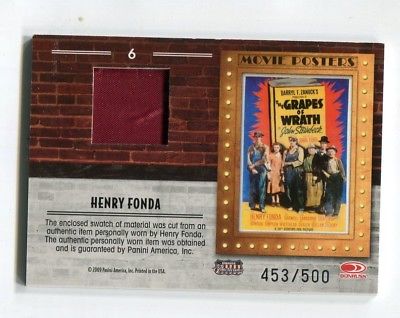 6
MOVIE POSTERS
DARRYL F. ZANUCK'S
THE GRAPES
OF
WRATH
John Steinbeck
HENRY FONDA
HENRY FONDA
The enclosed swatch of material was cut from an
authentic item personally worn by Henry Fonda.
The authentic personally worn item was obtained
and is guaranteed by Panini America, Inc.
© 2009 Panini America, Inc. Printed in the USA.
AMERICANA
453/500
DONRUSS